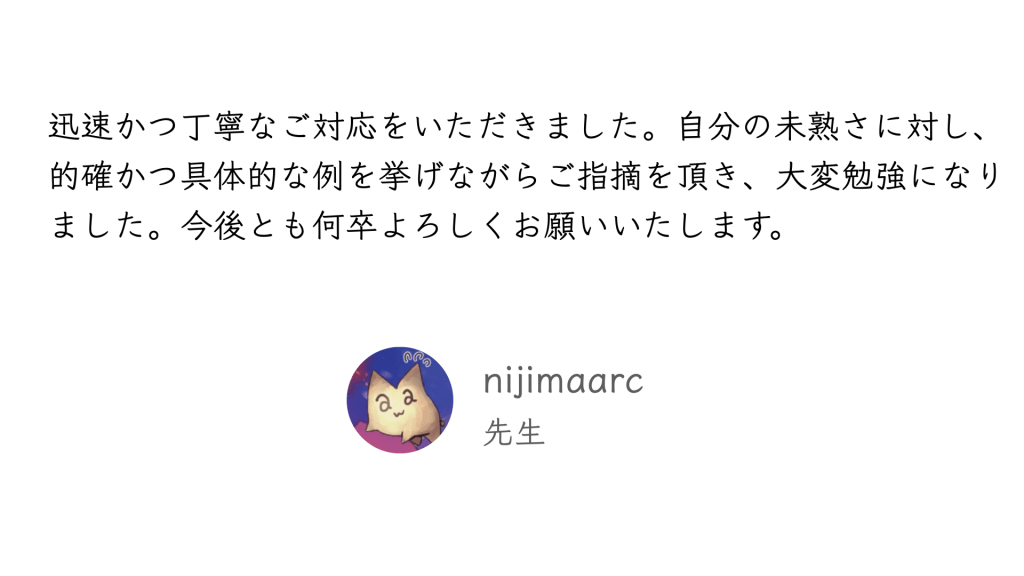 迅速かつ丁寧なご対応をいただきました。自分の未熟さに対し、
的確かつ具体的な例を挙げながらご指摘を頂き、大変勉強になり
ました。今後とも何卒よろしくお願いいたします。
nijimaarc
先生